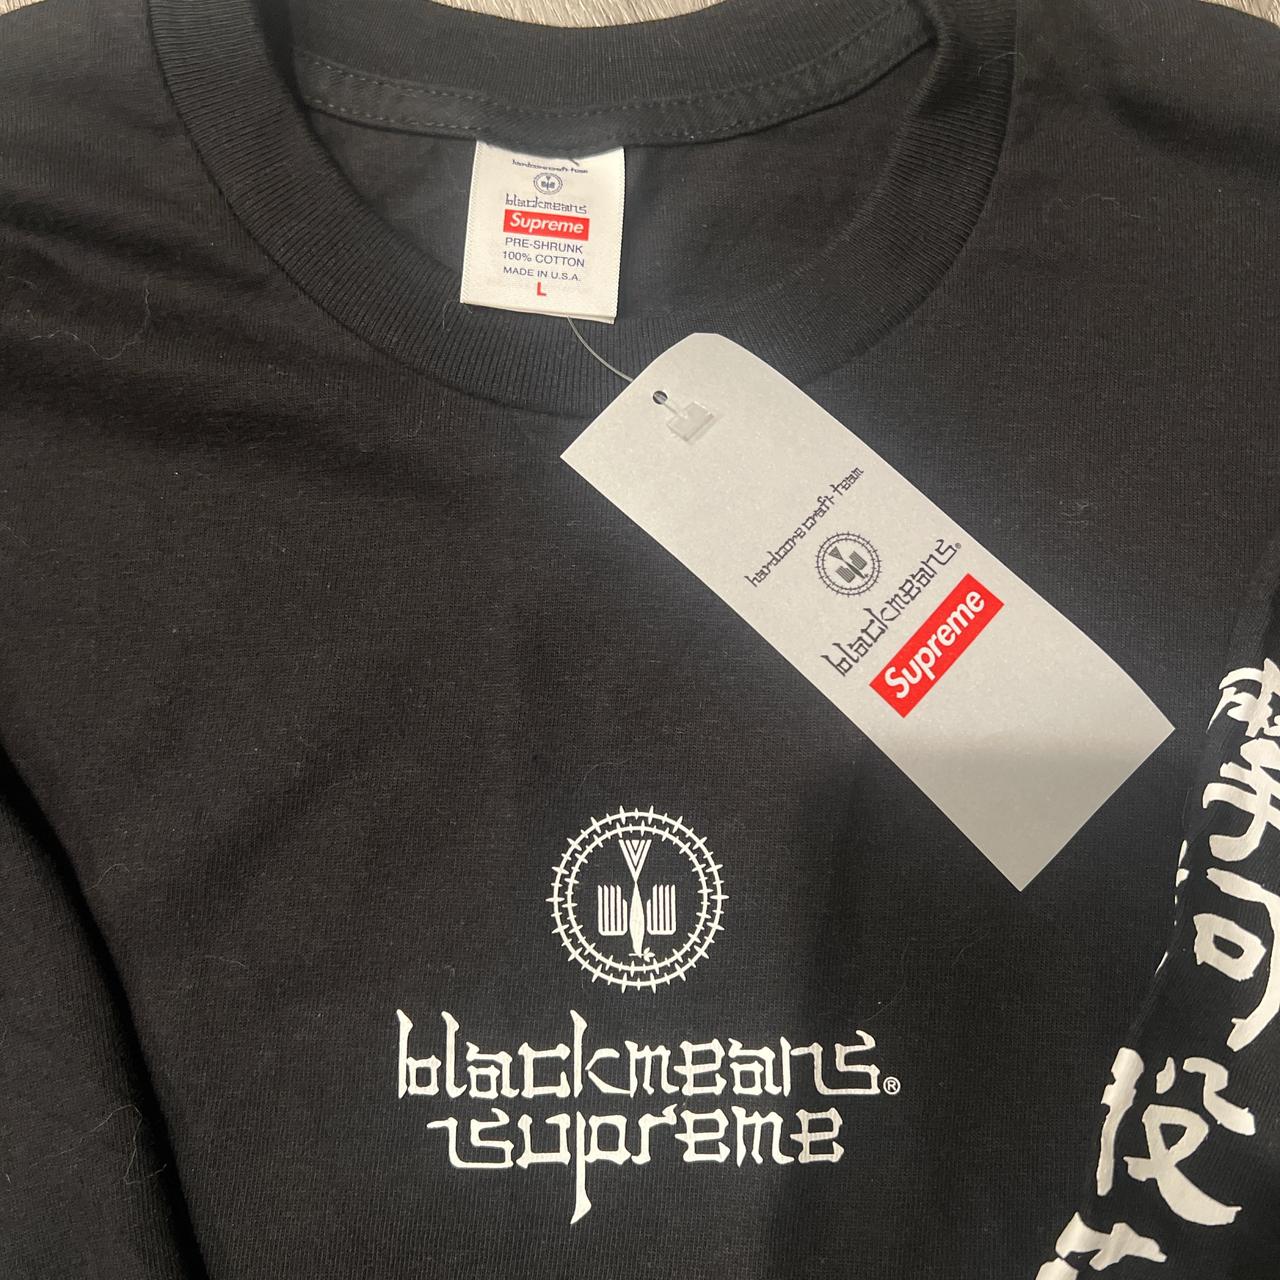 hardcore craft team
blackmeans
Supreme
PRE-SHRUNK
100% COTTON
MADE IN U.S.A.
L
hardcore craft team
blackmeans®
Supreme
blackmeans®
supreme